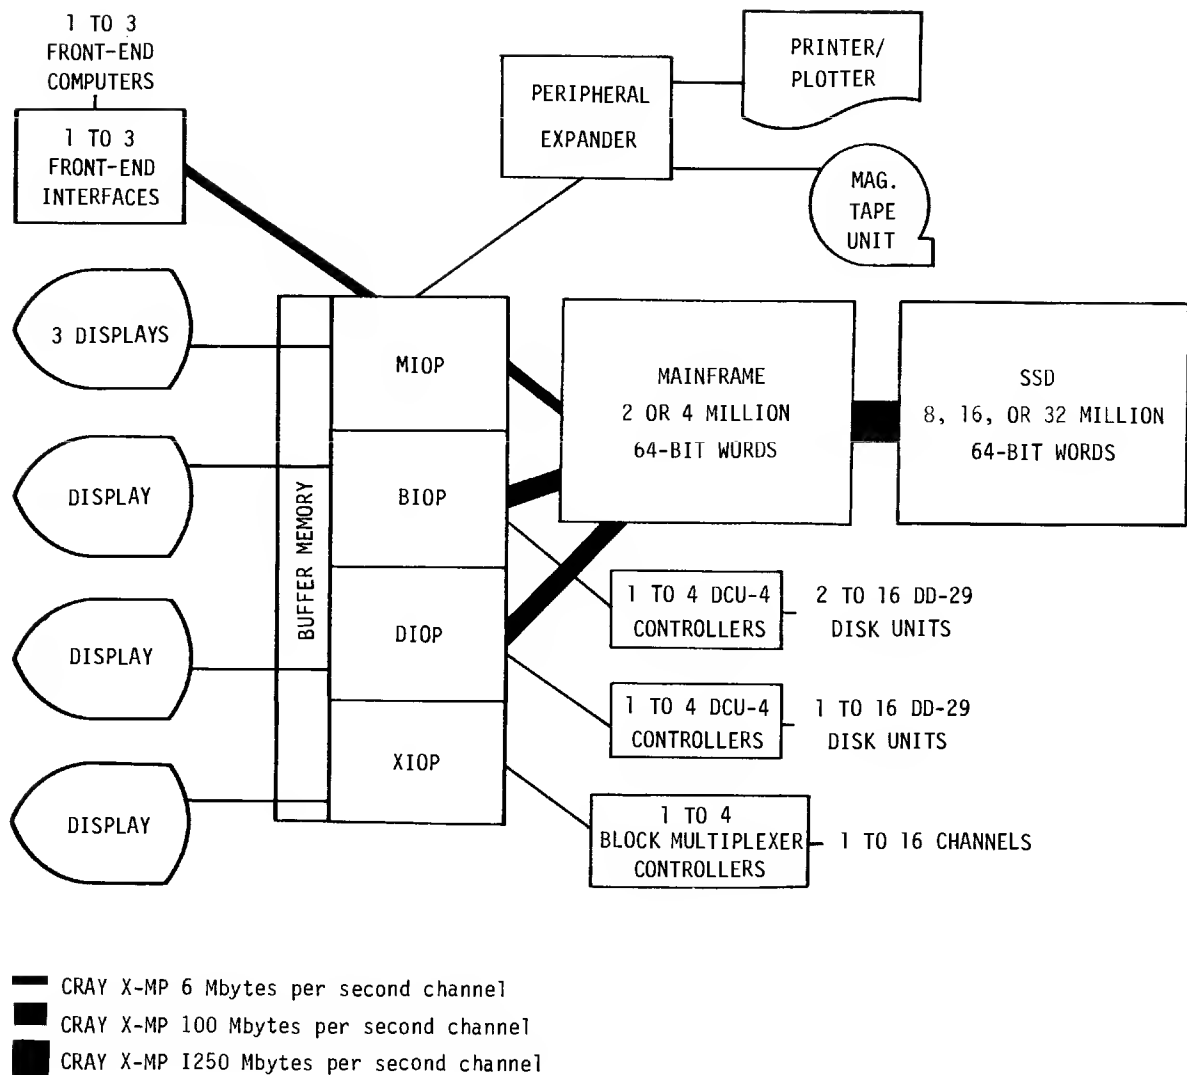 1 TO 3
FRONT-END
COMPUTERS
1 TO 3
FRONT-END
INTERFACES
PERIPHERAL
EXPANDER
PRINTER/
PLOTTER
MAG.
TAPE
UNIT
3 DISPLAYS
DISPLAY
DISPLAY
DISPLAY
BUFFER MEMORY
MIOP
BIOP
DIOP
XIOP
MAINFRAME
2 OR 4 MILLION
64-BIT WORDS
SSD
8, 16, OR 32 MILLION
64-BIT WORDS
1 TO 4 DCU-4
CONTROLLERS
2 TO 16 DD-29
DISK UNITS
1 TO 4 DCU-4
CONTROLLERS
1 TO 16 DD-29
DISK UNITS
1 TO 4
BLOCK MULTIPLEXER
CONTROLLERS
1 TO 16 CHANNELS
CRAY X-MP 6 Mbytes per second channel
CRAY X-MP 100 Mbytes per second channel
CRAY X-MP 1250 Mbytes per second channel